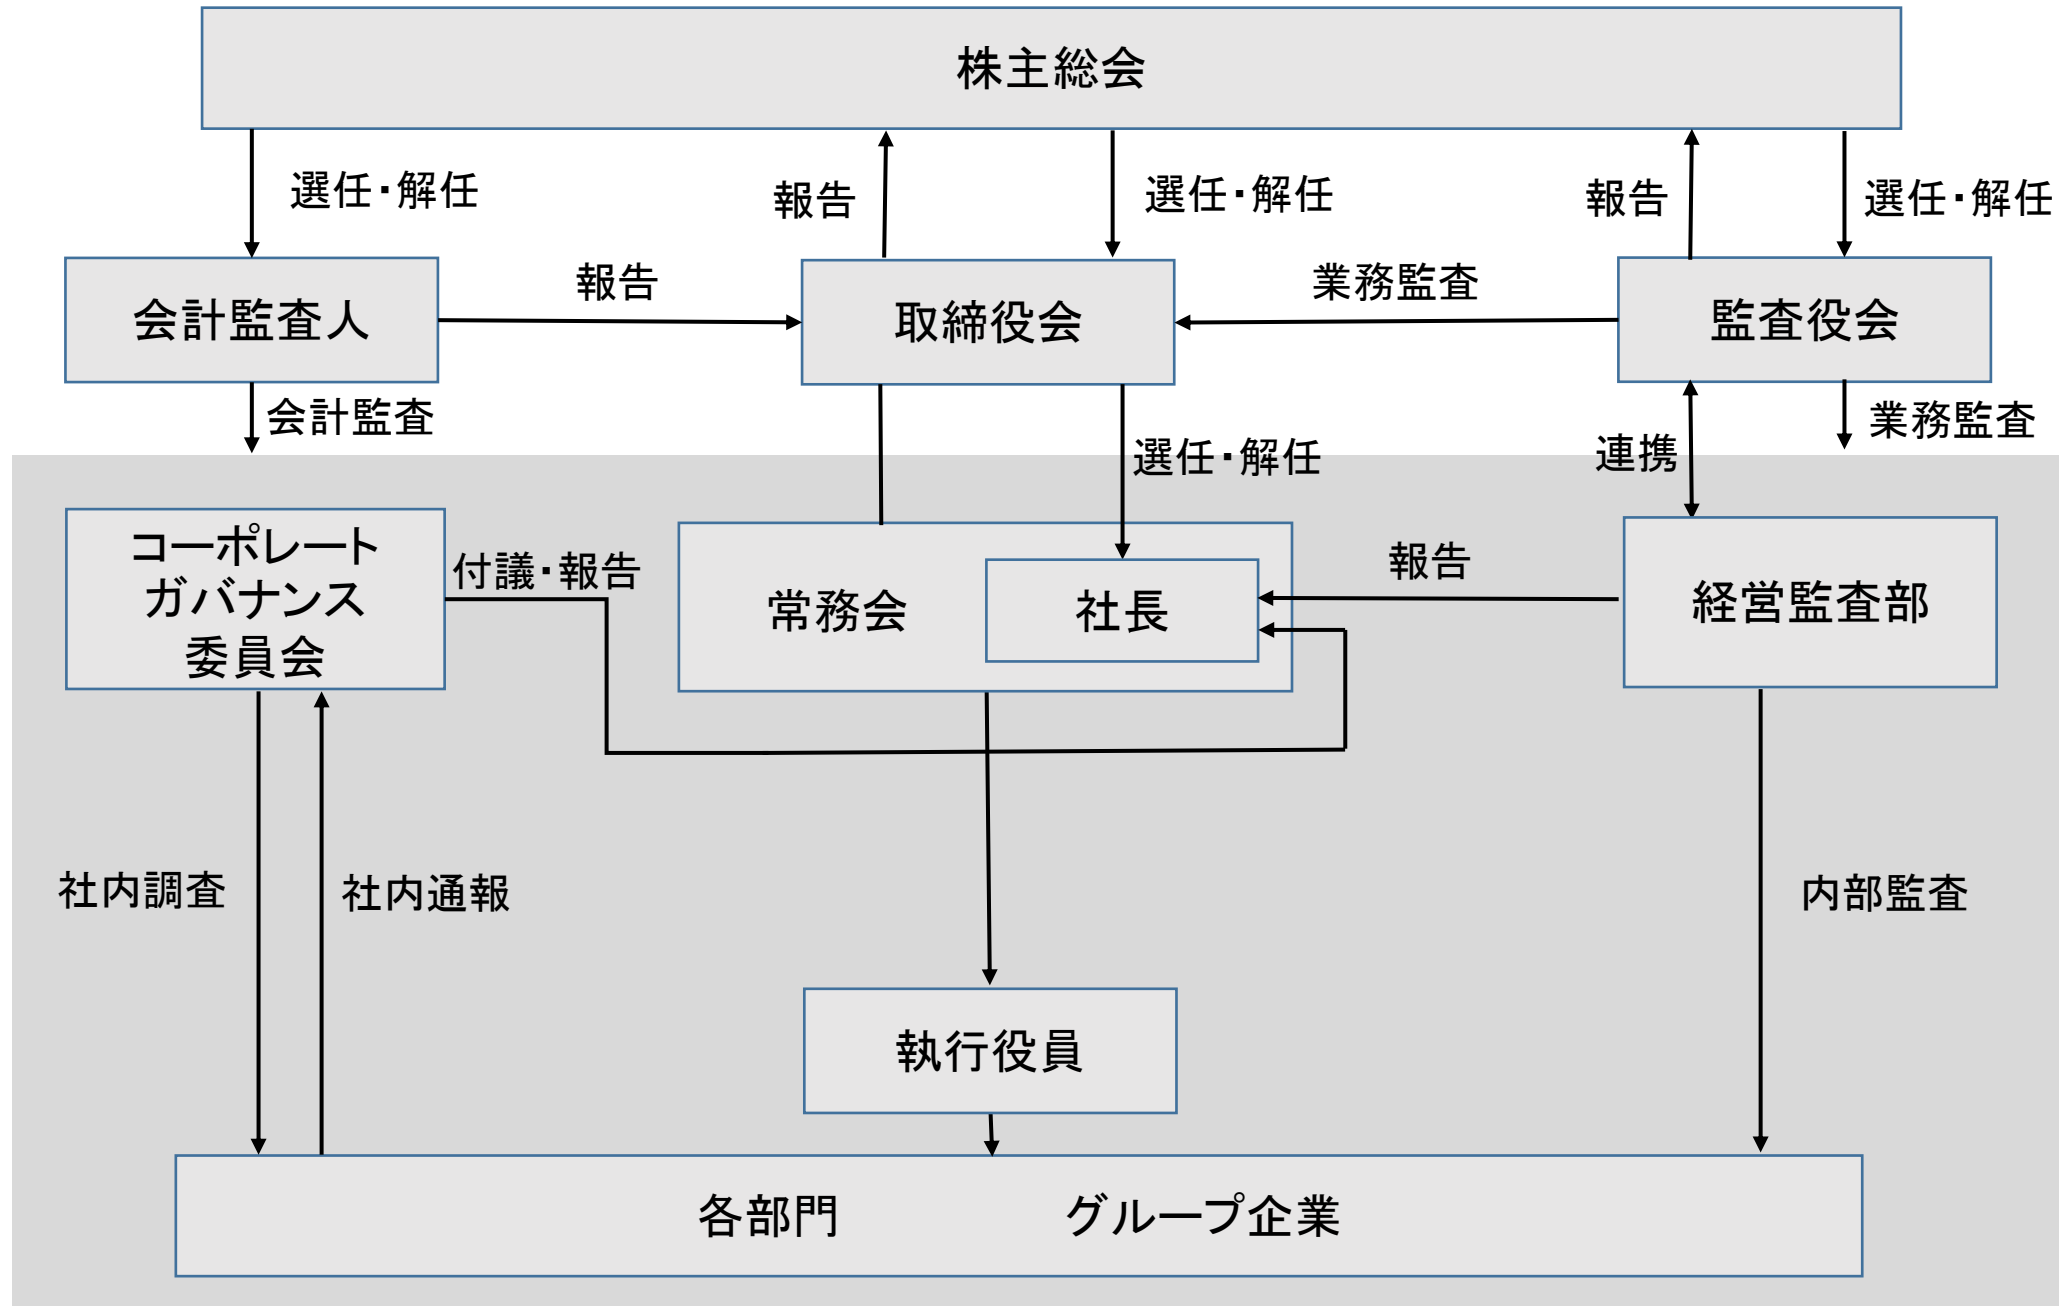 株主総会
選任・解任
報告
選任・解任
報告
選任・解任
会計監査人
報告
取締役会
業務監査
監査役会
会計監査
選任・解任
連携
業務監査
コーポレート
ガバナンス
委員会
付議・報告
常務会
社長
報告
経営監査部
社内調査
社内通報
内部監査
執行役員
各部門
グループ企業